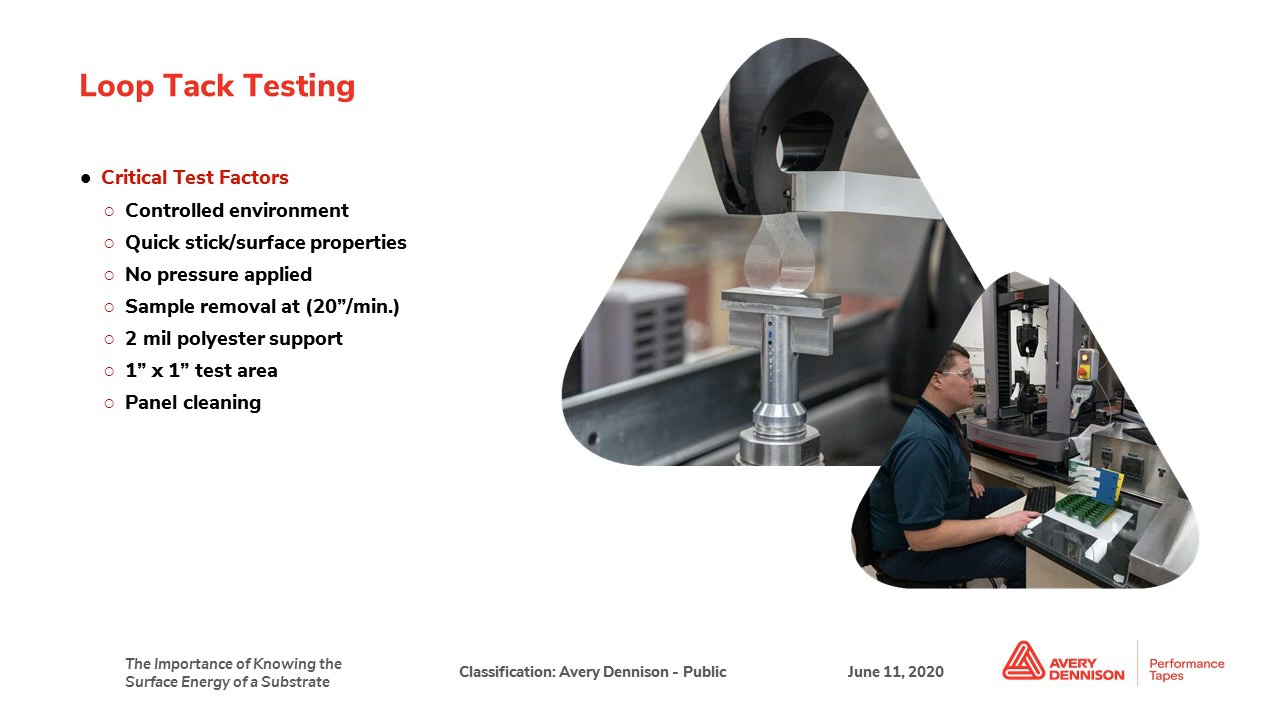 Loop Tack Testing
● Critical Test Factors
○ Controlled environment
○ Quick stick/surface properties
○ No pressure applied
○ Sample removal at (20”/min.)
○ 2 mil polyester support
○ 1” x 1” test area
○ Panel cleaning
The Importance of Knowing the
Surface Energy of a Substrate
Classification: Avery Dennison - Public
June 11, 2020
AVERY
DENNISON
Performance
Tapes